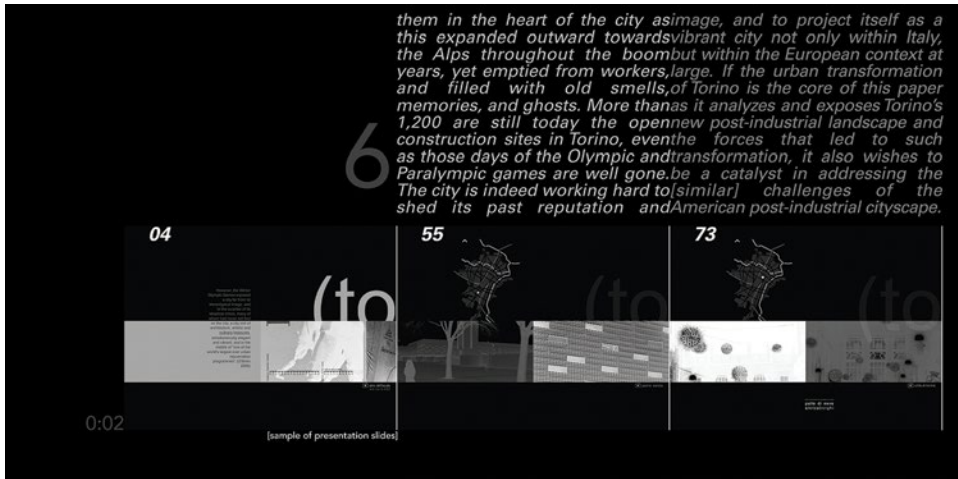 them in the heart of the city as
this expanded outward towards
the Alps throughout the boom
years, yet emptied from workers,
and filled with old smells,
memories, and ghosts. More than
1,200 are still today the open
construction sites in Torino, even
as those days of the Olympic and
Paralympic games are well gone.
The city is indeed working hard to
shed its past reputation and
image, and to project itself as a
vibrant city not only within Italy,
but within the European context at
large. If the urban transformation
of Torino is the core of this paper
as it analyzes and exposes Torino's
new post-industrial landscape and
the forces that led to such
transformation, it also wishes to
be a catalyst in addressing the
[similar] challenges of the
American post-industrial cityscape.
6
04
(to
55
(to
73
(to
0:02
[sample of presentation slides]